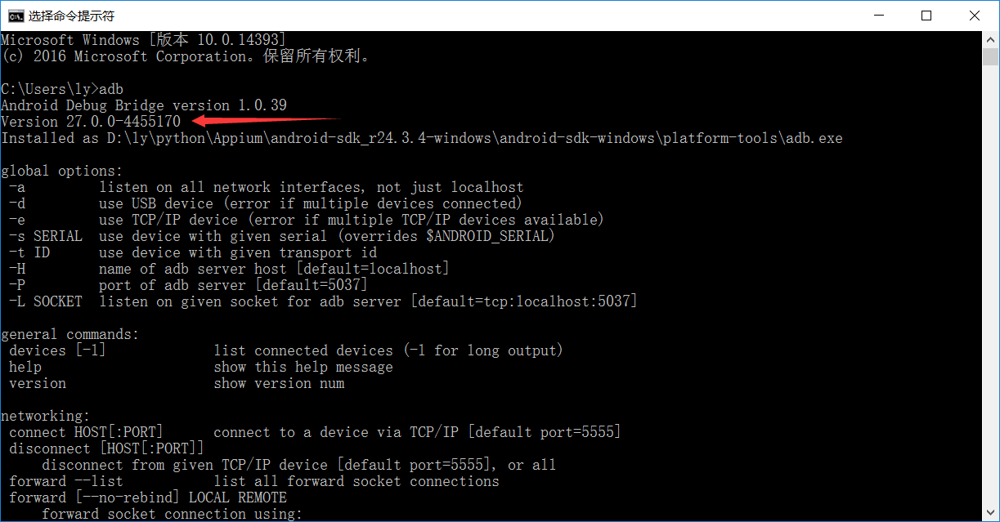 选择命令提示符
Microsoft Windows [版本 10.0.14393]
(c) 2016 Microsoft Corporation。保留所有权利。
C:\Users\ly>adb
Android Debug Bridge version 1.0.39
Version 27.0.0-4455170
Installed as D:\ly\python\Appium\android-sdk_r24.3.4-windows\android-sdk-windows\platform-tools\adb.exe
global options:
-a listen on all network interfaces, not just localhost
-d use USB device (error if multiple devices connected)
-e use TCP/IP device (error if multiple TCP/IP devices available)
-s SERIAL use device with given serial (overrides $ANDROID_SERIAL)
-t ID use device with given transport id
-H name of adb server host [default=localhost]
-P port of adb server [default=5037]
-L SOCKET listen on given socket for adb server [default=tcp:localhost:5037]
general commands:
devices [-l] list connected devices (-l for long output)
help show this help message
version show version num
networking:
connect HOST[:PORT] connect to a device via TCP/IP [default port=5555]
disconnect [HOST[:PORT]]
disconnect from given TCP/IP device [default port=5555], or all
forward --list list all forward socket connections
forward [--no-rebind] LOCAL REMOTE
forward socket connection using: